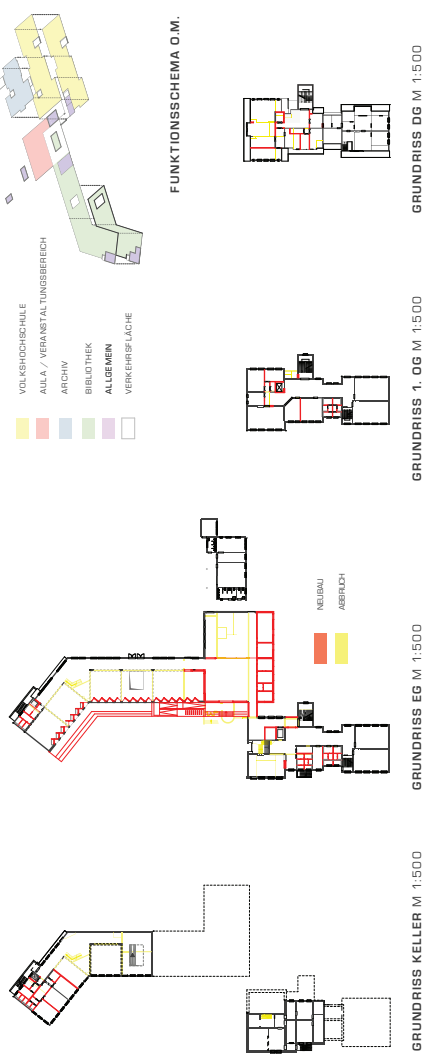 GRUNDRISS KELLER M 1:500
GRUNDRISS EG M 1:500
NEUBAU
ABBRUCH
GRUNDRISS 1. OG M 1:500
GRUNDRISS DG M 1:500
VOLKSHOCHSCHULE
AULA / VERANSTALTUNGSBEREICH
ARCHIV
BIBLIOTHEK
ALLGEMEIN
VERKEHRSFLÄCHE
FUNKTIONSSCHEMA O.M.